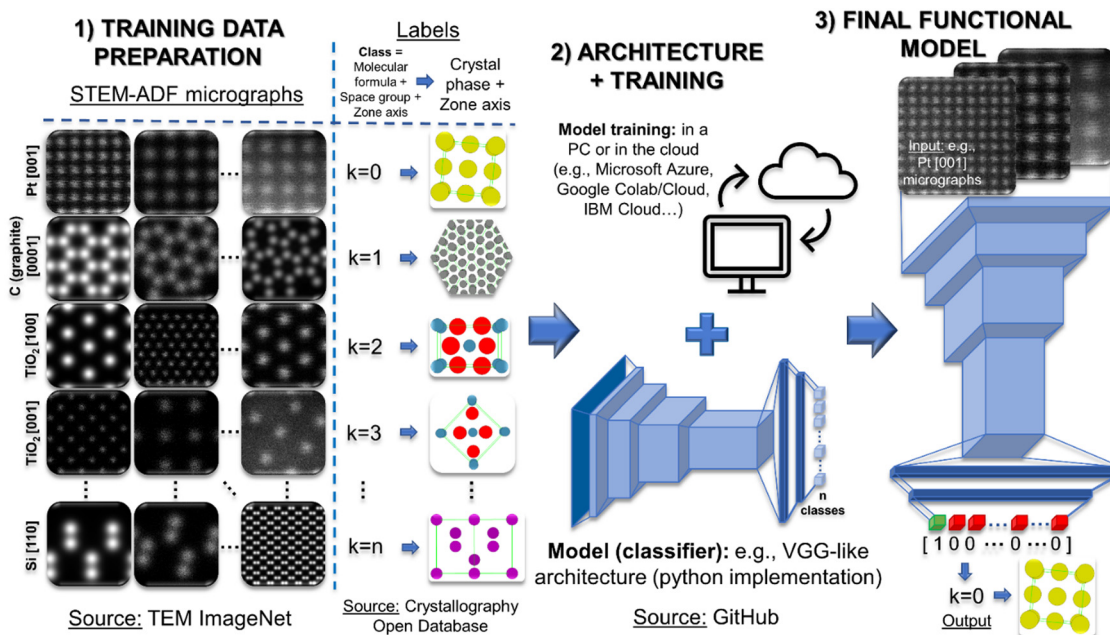 1) TRAINING DATA
PREPARATION
STEM-ADF micrographs
Pt [001]
C (graphite)
[0001]
TiO₂ [100]
TiO₂ [001]
Si [110]
Source: TEM ImageNet
Labels
Class =
Molecular
formula +
Space group +
Zone axis
Crystal
phase +
Zone axis
k=0
k=1
k=2
k=3
k=n
Source: Crystallography
Open Database
2) ARCHITECTURE
+ TRAINING
Model training: in a
PC or in the cloud
(e.g., Microsoft Azure,
Google Colab/Cloud,
IBM Cloud…)
n
classes
Model (classifier): e.g., VGG-like
architecture (python implementation)
Source: GitHub
3) FINAL FUNCTIONAL
MODEL
Input: e.g.,
Pt [001]
micrographs
[ 1 0 0 ... 0 ... 0 ]
k=0
Output